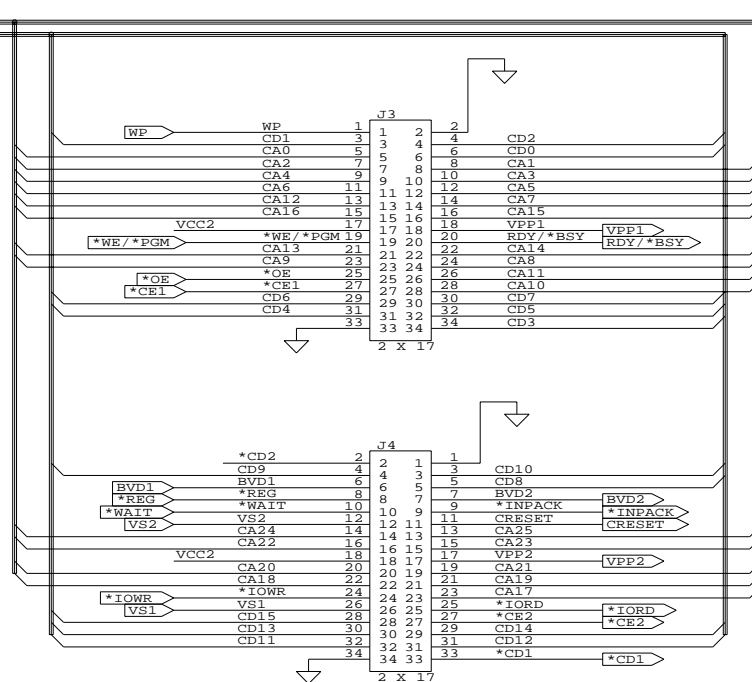 J3
WP WP 1 1 2 2
CD1 3 3 4 4 CD2
CA0 5 5 6 6 CD0
CA2 7 7 8 8 CA1
CA4 9 9 10 10 CA3
CA6 11 11 12 12 CA5
CA12 13 13 14 14 CA7
CA16 15 15 16 16 CA15
VCC2 17 17 18 18 VPP1 VPP1
*WE/*PGM *WE/*PGM 19 19 20 20 RDY/*BSY RDY/*BSY
CA13 21 21 22 22 CA14
CA9 23 23 24 24 CA8
*OE *OE 25 25 26 26 CA11
*CE1 *CE1 27 27 28 28 CA10
CD6 29 29 30 30 CD7
CD4 31 31 32 32 CD5
33 33 34 34 CD3
2 X 17
J4
*CD2 2 2 1 1
CD9 4 4 3 3 CD10
BVD1 BVD1 6 6 5 5 CD8
*REG *REG 8 8 7 7 BVD2 BVD2
*WAIT *WAIT 10 10 9 9 *INPACK *INPACK
VS2 VS2 12 12 11 11 CRESET CRESET
CA24 14 14 13 13 CA25
CA22 16 16 15 15 CA23
VCC2 18 18 17 17 VPP2 VPP2
CA20 20 20 19 19 CA21
CA18 22 22 21 21 CA19
*IOWR *IOWR 24 24 23 23 CA17
VS1 VS1 26 26 25 25 *IORD *IORD
CD15 28 28 27 27 *CE2 *CE2
CD13 30 30 29 29 CD14
CD11 32 32 31 31 CD12
34 34 33 33 *CD1 *CD1
2 X 17